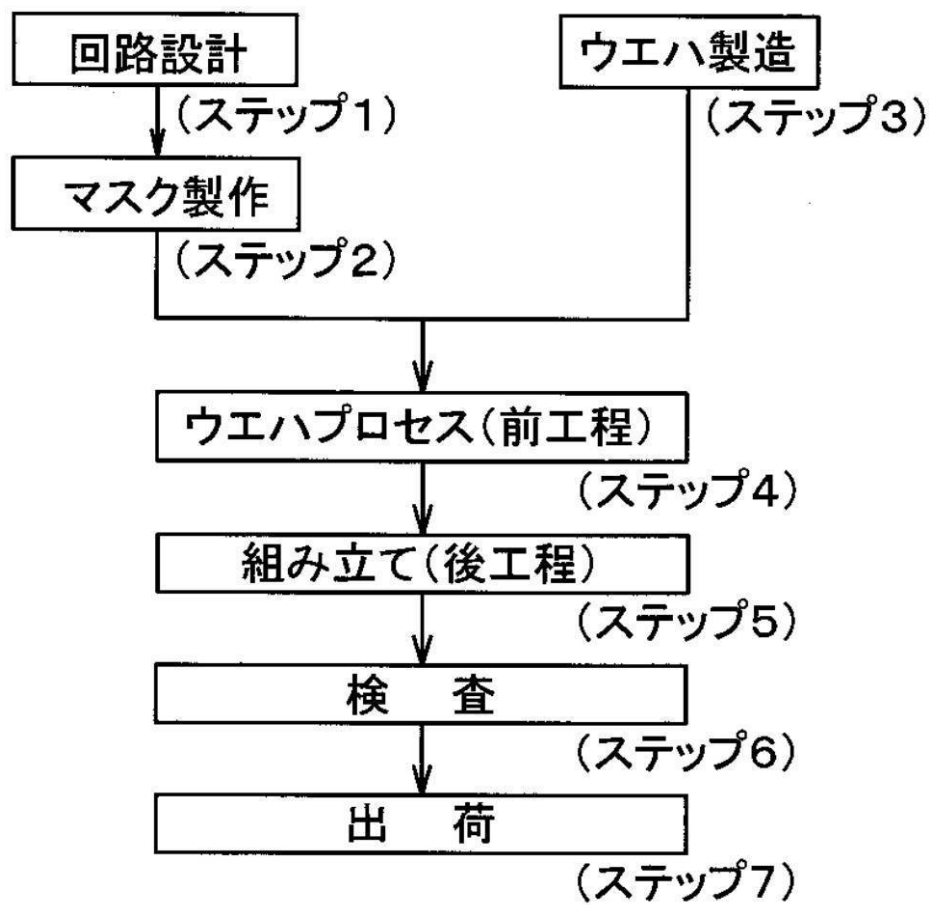 回路設計
(ステップ1)
ウエハ製造
(ステップ3)
マスク製作
(ステップ2)
ウエハプロセス(前工程)
(ステップ4)
組み立て(後工程)
(ステップ5)
検 査
(ステップ6)
出 荷
(ステップ7)